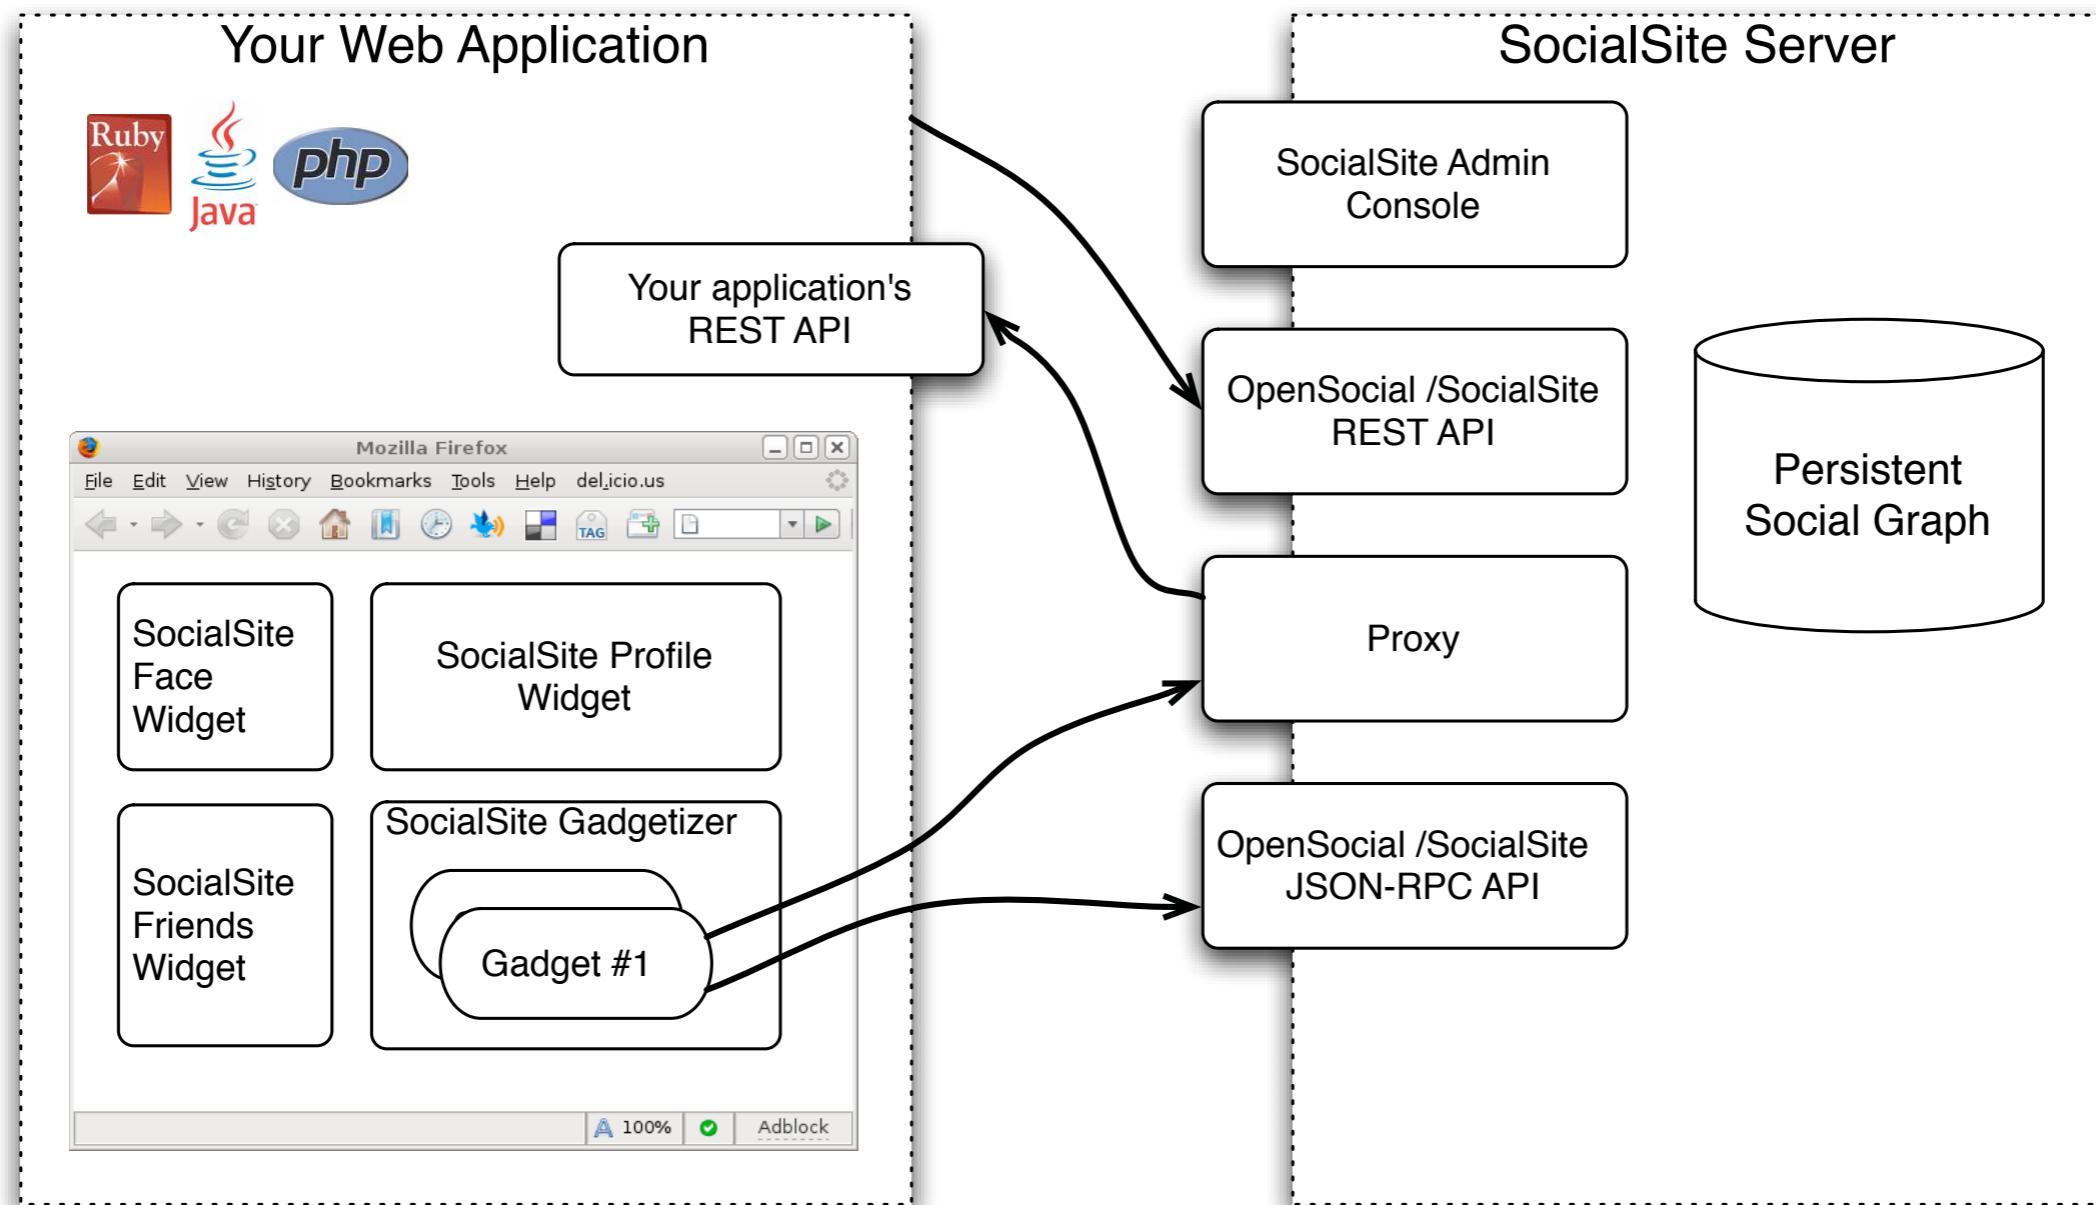 Your Web Application
Ruby
Java
php
Your application's
REST API
Mozilla Firefox
File Edit View History Bookmarks Tools Help del.icio.us
TAG
SocialSite
Face
Widget
SocialSite Profile
Widget
SocialSite
Friends
Widget
SocialSite Gadgetizer
Gadget #1
A 100% Adblock
SocialSite Server
SocialSite Admin
Console
OpenSocial /SocialSite
REST API
Proxy
OpenSocial /SocialSite
JSON-RPC API
Persistent
Social Graph